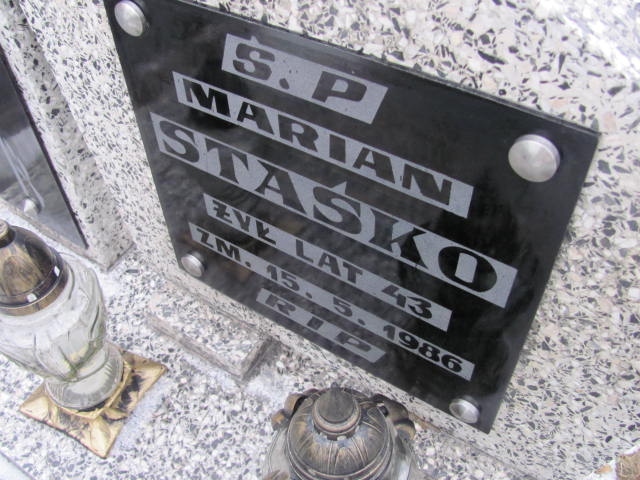 Ś.P
MARIAN
STAŚKO
ŻYŁ LAT 43
ZM. 15.5.1986
RIP